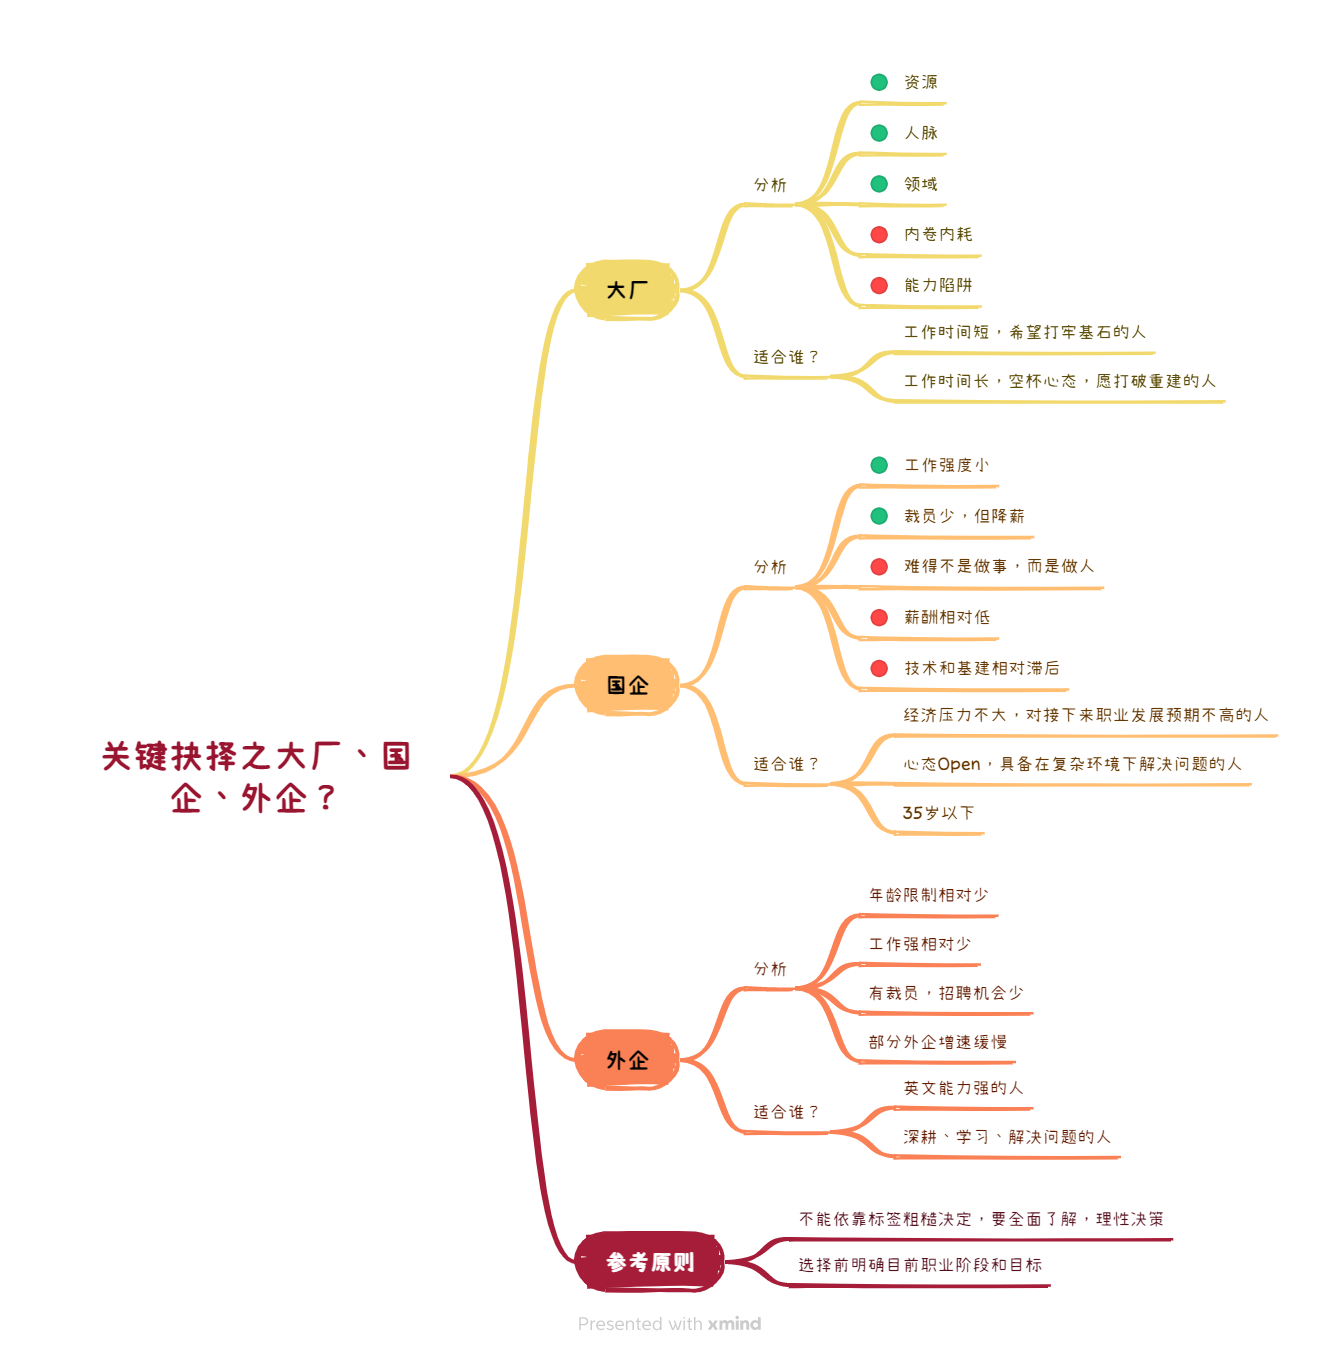 关键抉择之大厂、国
企、外企？
大厂
分析
资源
人脉
领域
内卷内耗
能力陷阱
适合谁？
工作时间短，希望打牢基石的人
工作时间长，空杯心态，愿打破重建的人
国企
分析
工作强度小
裁员少，但降薪
难得不是做事，而是做人
薪酬相对低
技术和基建相对滞后
适合谁？
经济压力不大，对接下来职业发展预期不高的人
心态Open，具备在复杂环境下解决问题的人
35岁以下
外企
分析
年龄限制相对少
工作强相对少
有裁员，招聘机会少
部分外企增速缓慢
适合谁？
英文能力强的人
深耕、学习、解决问题的人
参考原则
不能依靠标签粗糙决定，要全面了解，理性决策
选择前明确目前职业阶段和目标
Presented with xmind